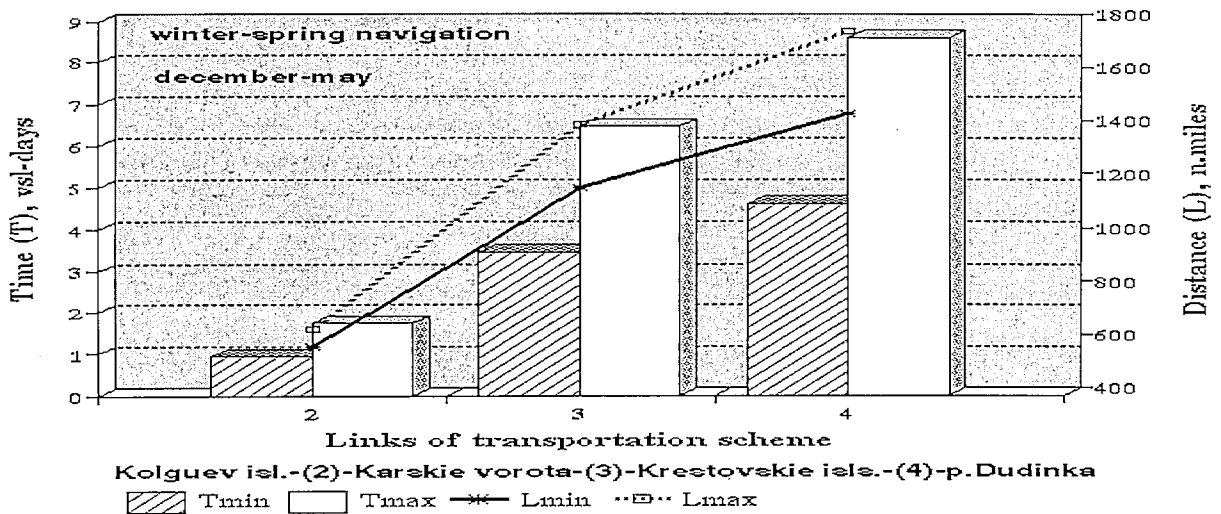 winter-spring navigation
december-may
Time (T), vsl-days
9
8
7
6
5
4
3
2
1
0
1800
1600
1400
1200
1000
800
600
400
Distance (L), n.miles
2 3 4
Links of transportation scheme
Kolguev isl.-(2)-Karskie vorota-(3)-Krestovskie isls.-(4)-p.Dudinka
Tmin Tmax Lmin Lmax